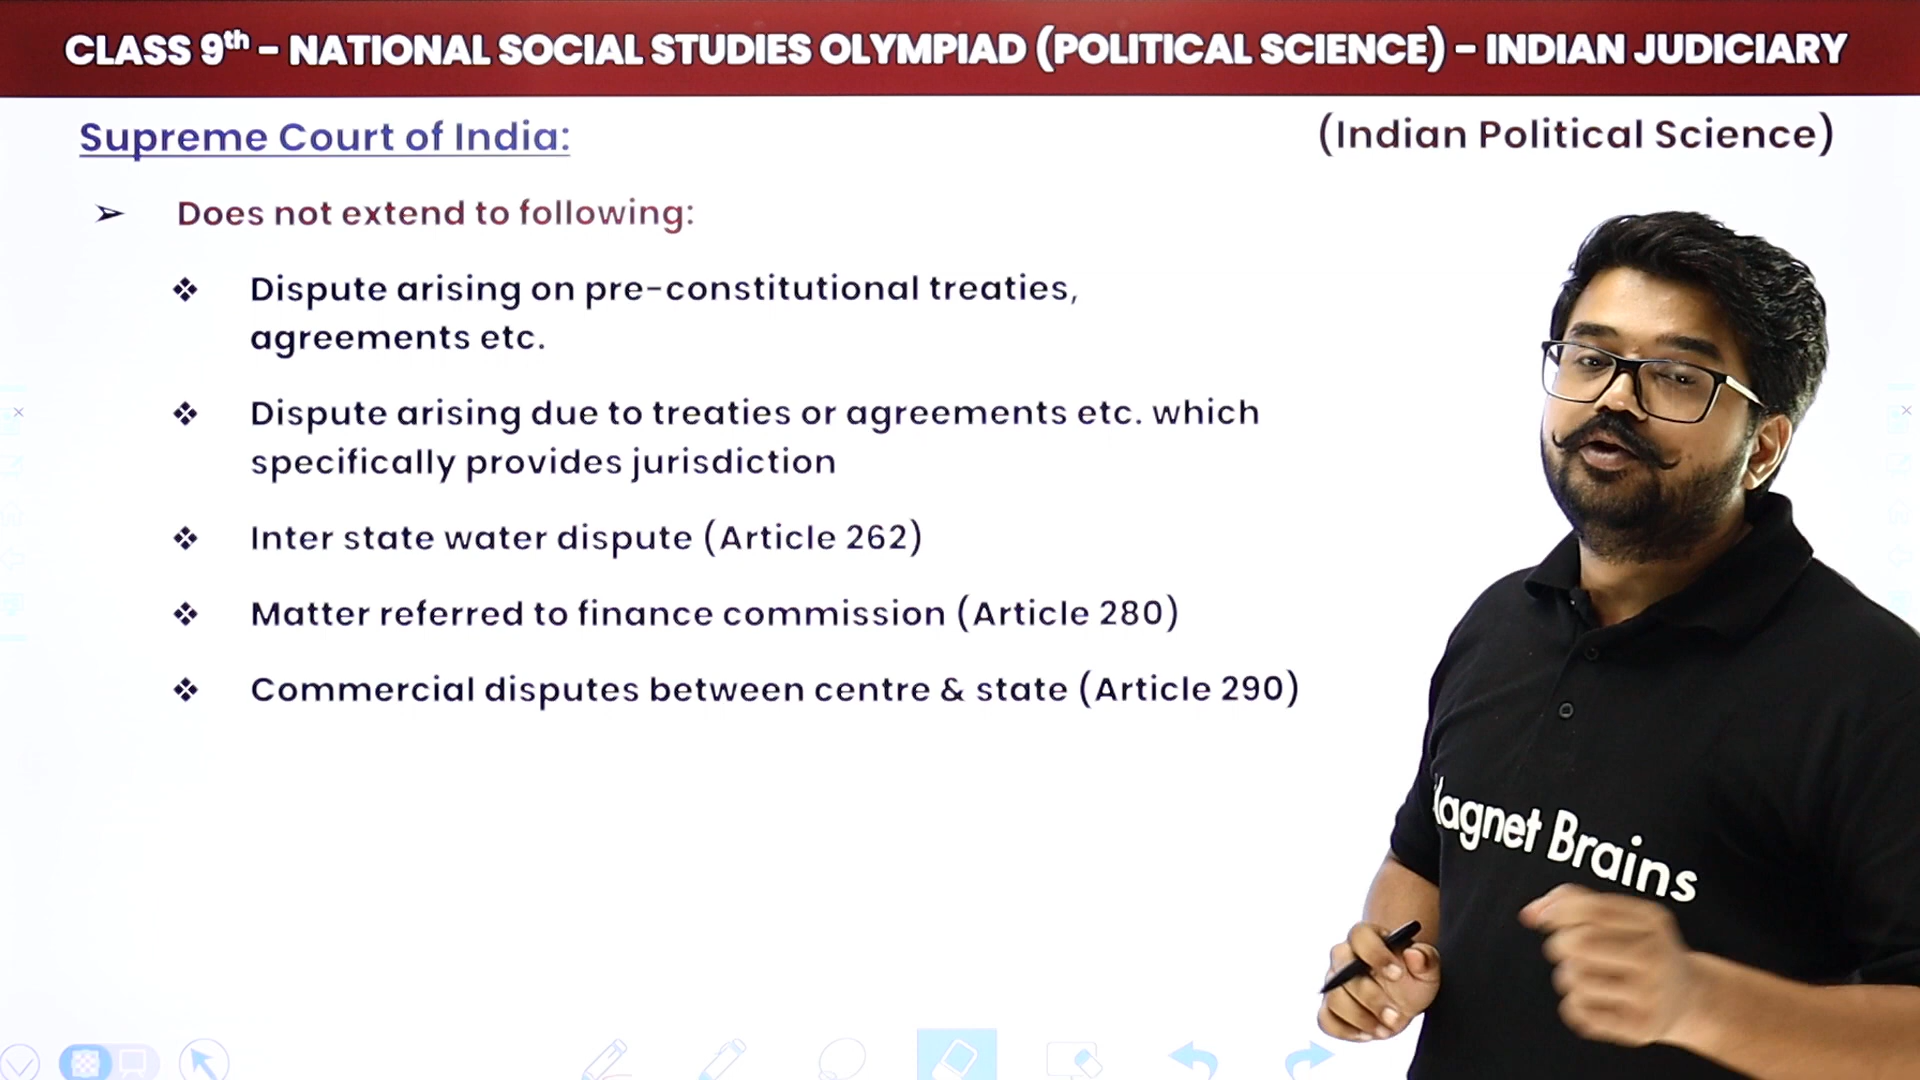 CLASS 9th - NATIONAL SOCIAL STUDIES OLYMPIAD (POLITICAL SCIENCE) - INDIAN JUDICIARY
Supreme Court of India:
(Indian Political Science)
➢ Does not extend to following:
❖ Dispute arising on pre-constitutional treaties,
agreements etc.
❖ Dispute arising due to treaties or agreements etc. which
specifically provides jurisdiction
❖ Inter state water dispute (Article 262)
❖ Matter referred to finance commission (Article 280)
❖ Commercial disputes between centre & state (Article 290)
agnet Brains